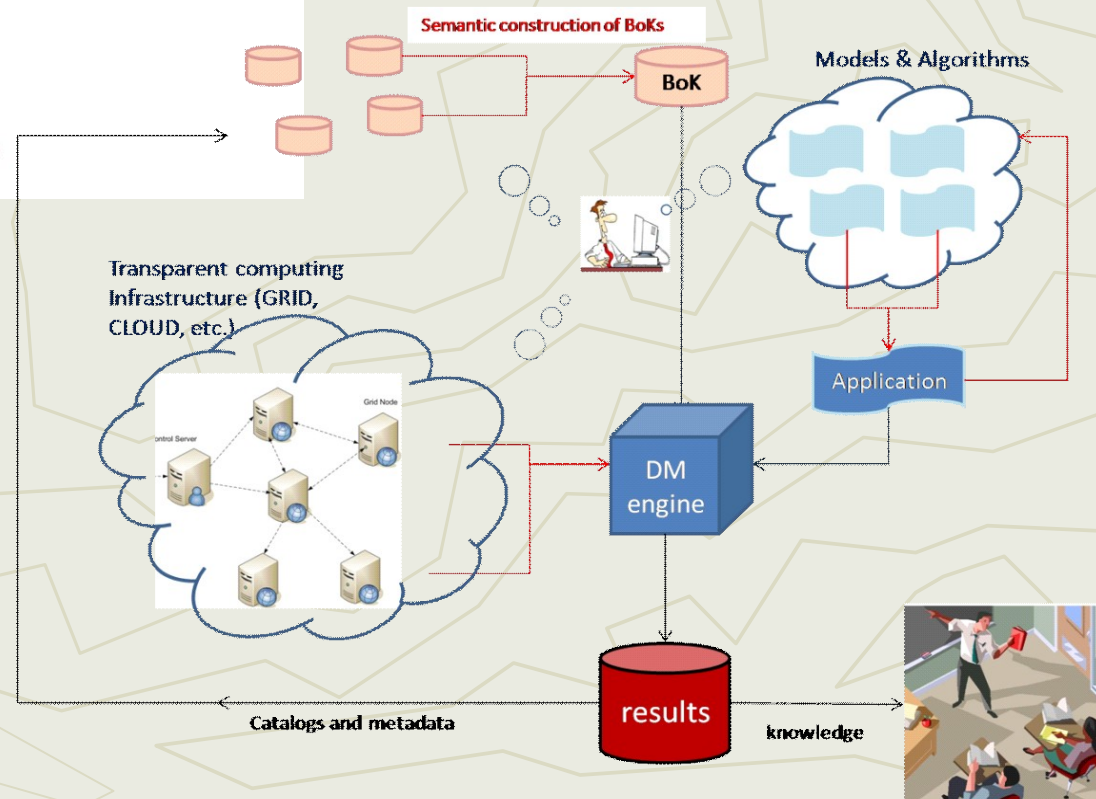 Semantic construction of BoKs
BoK
Models & Algorithms
Transparent computing
Infrastructure (GRID,
CLOUD, etc.)
Grid Node
ontrol Server
Application
DM
engine
results
Catalogs and metadata
knowledge